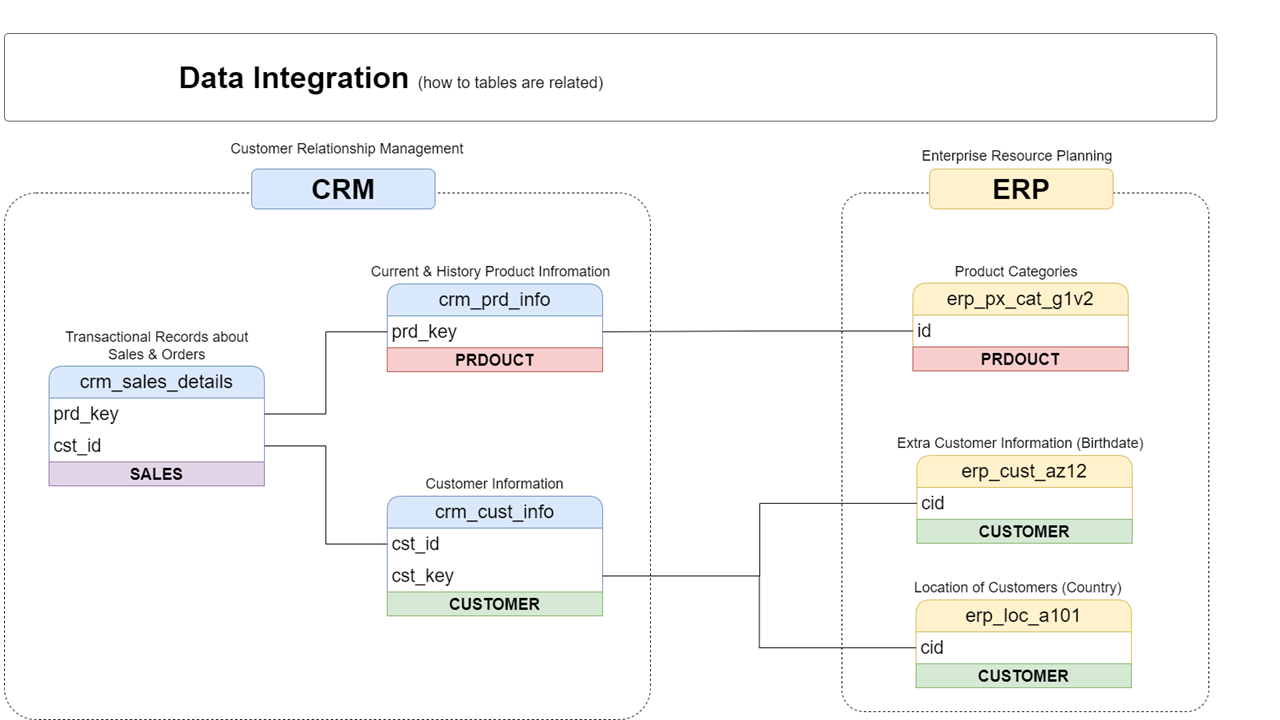 Data Integration (how to tables are related)
Customer Relationship Management
CRM
Transactional Records about
Sales & Orders
crm_sales_details
prd_key
cst_id
SALES
Current & History Product Infromation
crm_prd_info
prd_key
PRDOUCT
Customer Information
crm_cust_info
cst_id
cst_key
CUSTOMER
Enterprise Resource Planning
ERP
Product Categories
erp_px_cat_g1v2
id
PRDOUCT
Extra Customer Information (Birthdate)
erp_cust_az12
cid
CUSTOMER
Location of Customers (Country)
erp_loc_a101
cid
CUSTOMER